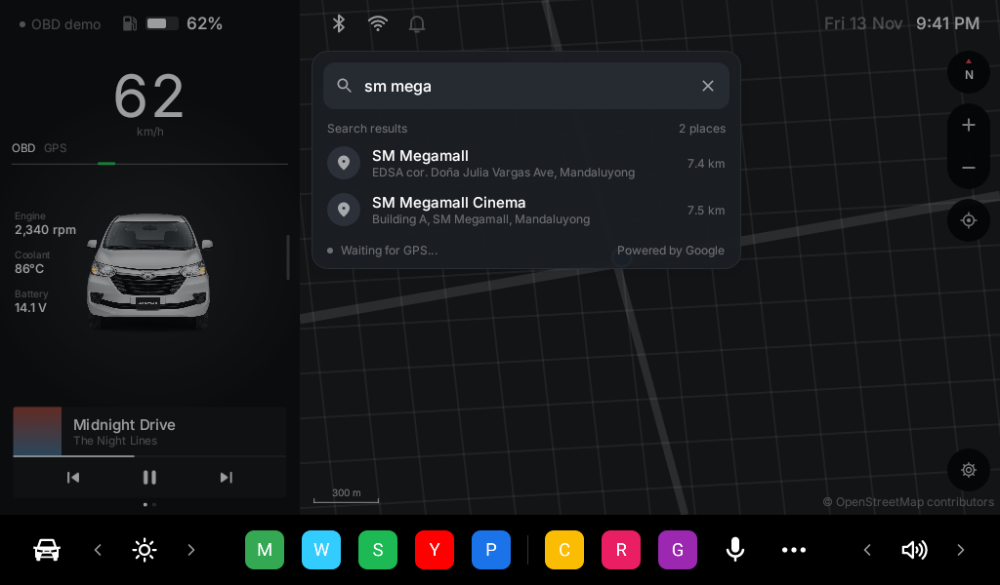 OBD demo
62%
Fri 13 Nov 9:41 PM
62
km/h
OBD GPS
Engine
2,340 rpm
Coolant
86°C
Battery
14.1 V
Midnight Drive
The Night Lines
sm mega
Search results
2 places
SM Megamall
EDSA cor. Doña Julia Vargas Ave, Mandaluyong
7.4 km
SM Megamall Cinema
Building A, SM Megamall, Mandaluyong
7.5 km
Waiting for GPS...
Powered by Google
N
300 m
© OpenStreetMap contributors
M W S Y P C R G